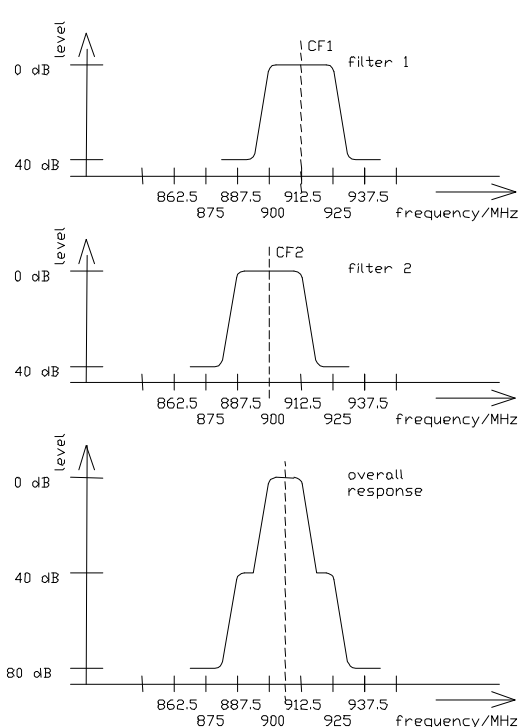 level
CF1
filter 1
0 dB
40 dB
862.5 887.5 912.5 937.5
875 900 925 frequency/MHz
level
CF2
filter 2
0 dB
40 dB
862.5 887.5 912.5 937.5
875 900 925 frequency/MHz
level
overall
response
0 dB
40 dB
80 dB
862.5 887.5 912.5 937.5
875 900 925 frequency/MHz